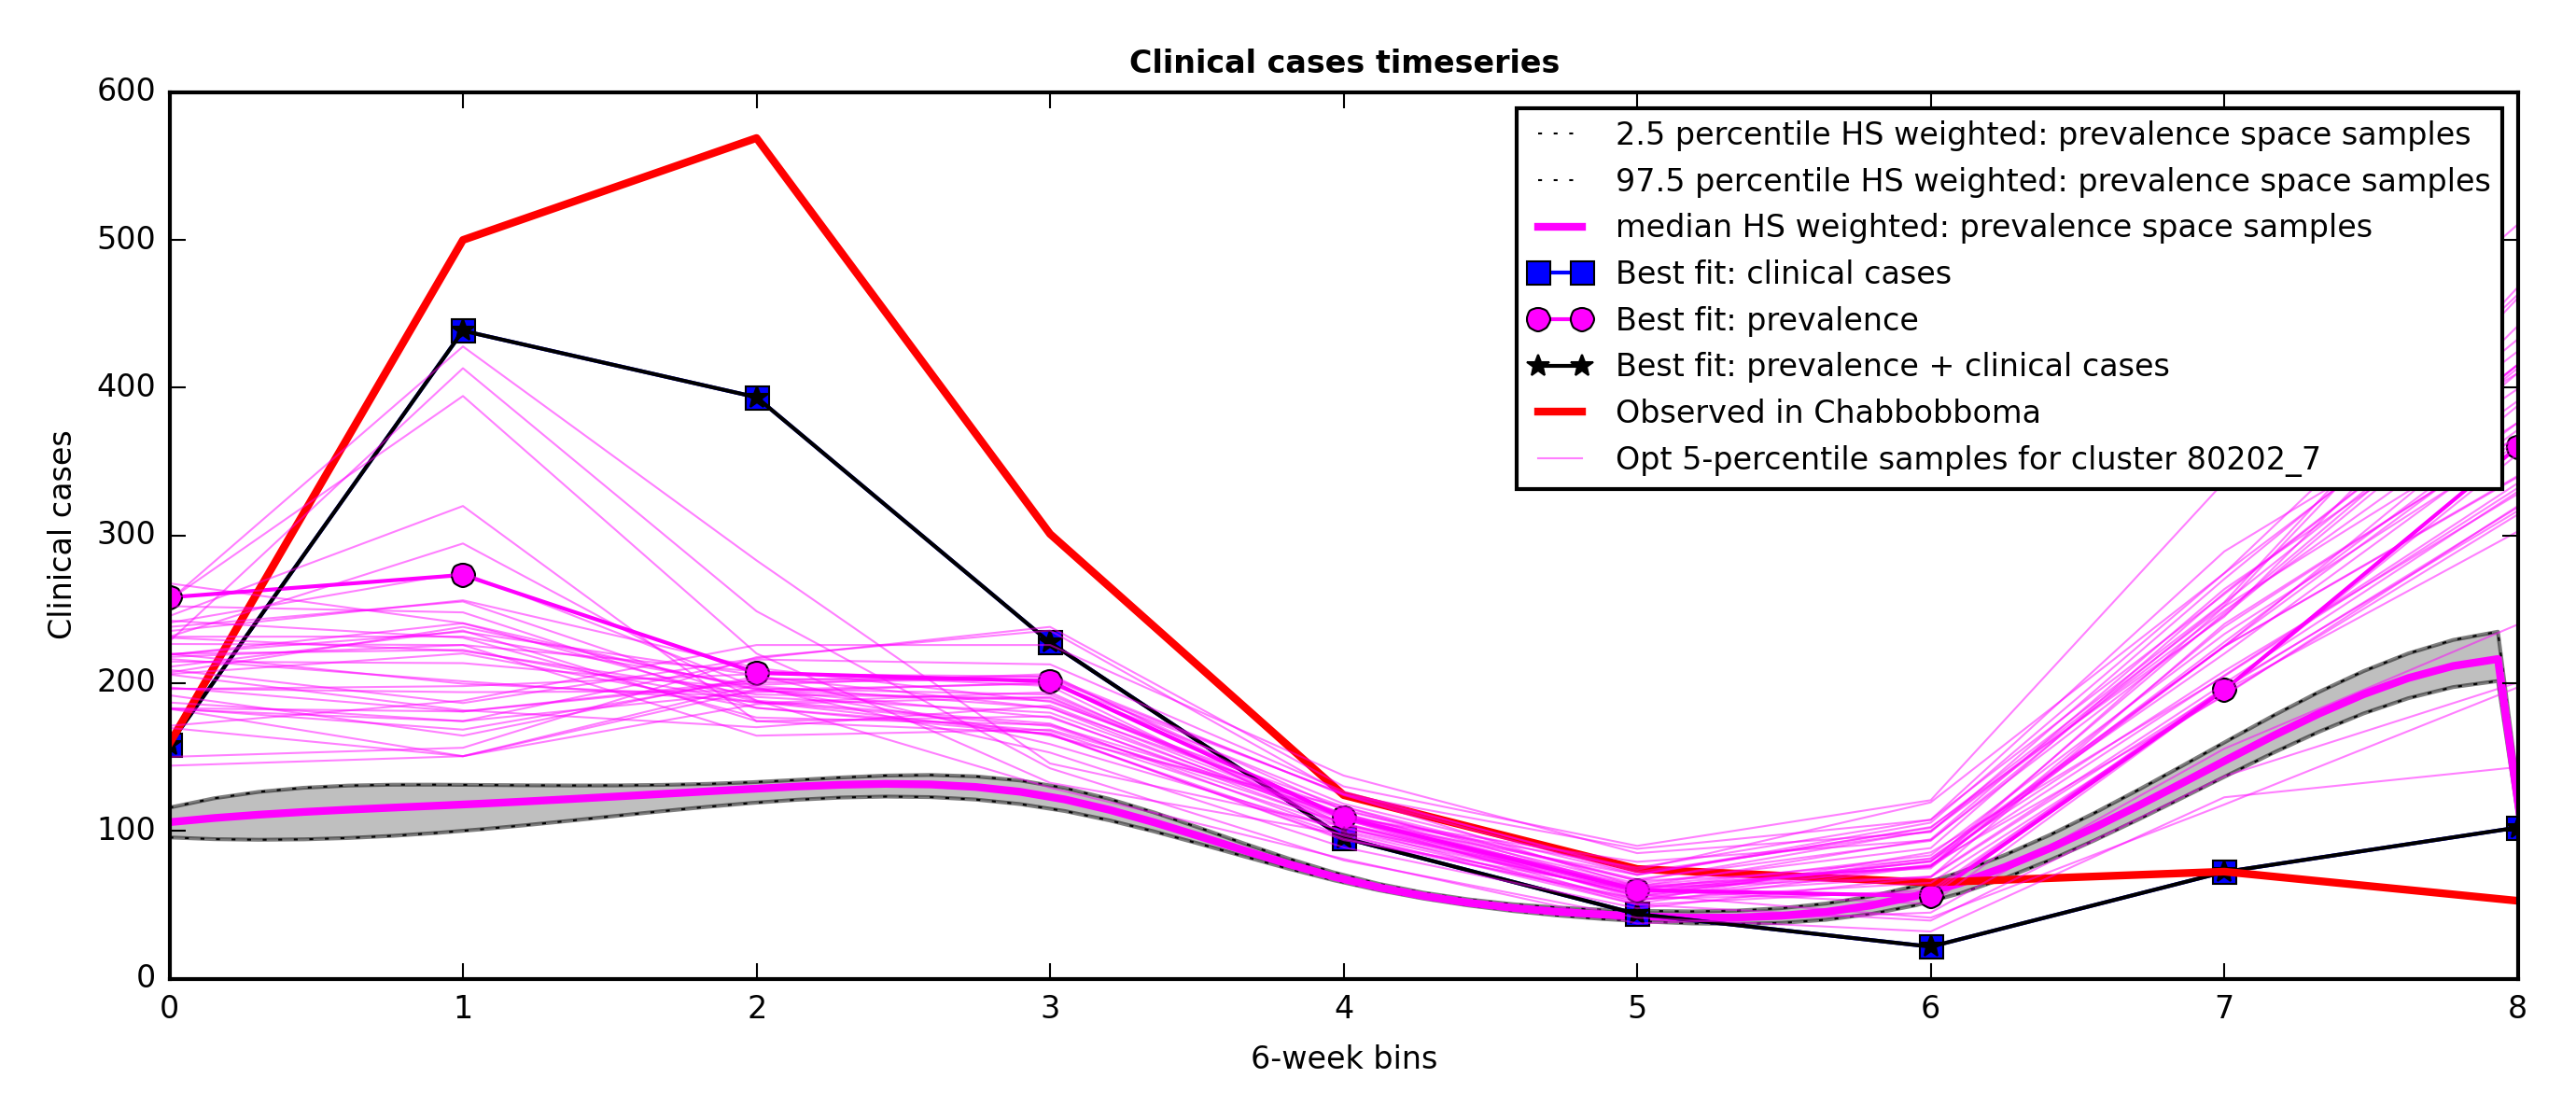 Clinical cases timeseries
600
500
400
300
200
100
0
Clinical cases
2.5 percentile HS weighted: prevalence space samples
97.5 percentile HS weighted: prevalence space samples
median HS weighted: prevalence space samples
Best fit: clinical cases
Best fit: prevalence
Best fit: prevalence + clinical cases
Observed in Chabbobboma
Opt 5-percentile samples for cluster 80202_7
0 1 2 3 4 5 6 7 8
6-week bins